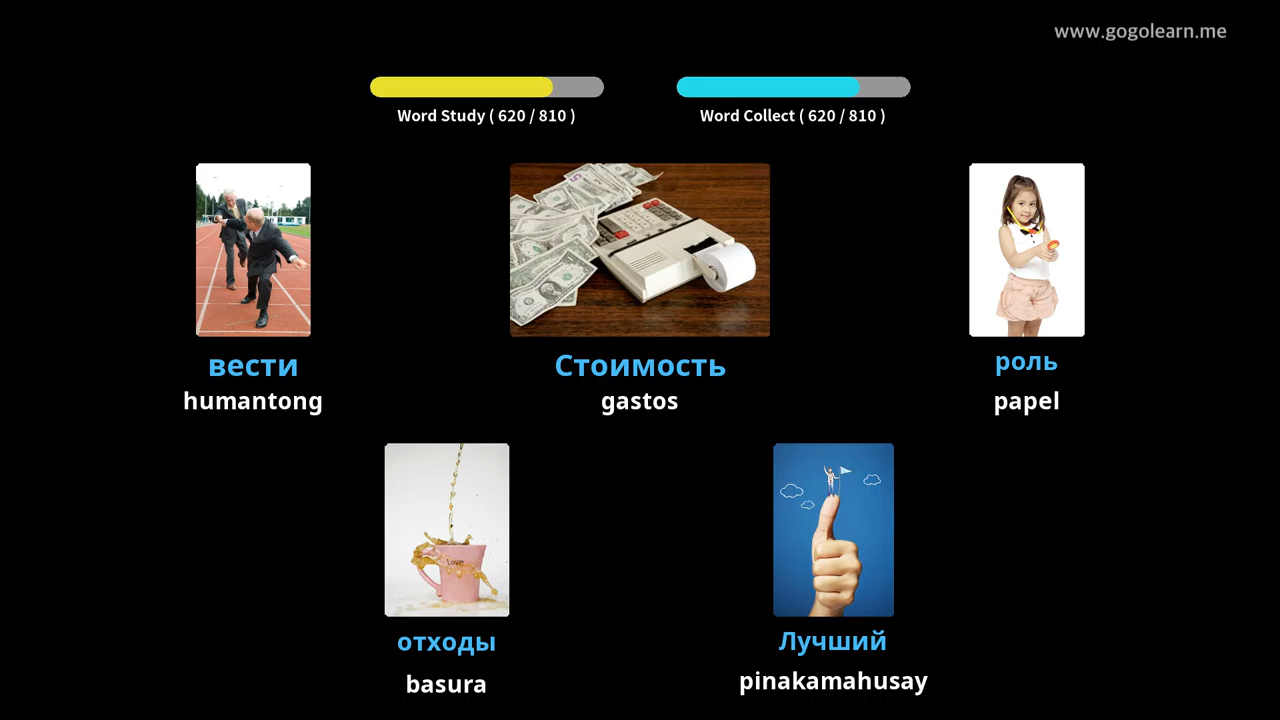 www.gogolearn.me
Word Study ( 620 / 810 )
Word Collect ( 620 / 810 )
вести
humantong
Стоимость
gastos
роль
papel
love
отходы
basura
Лучший
pinakamahusay